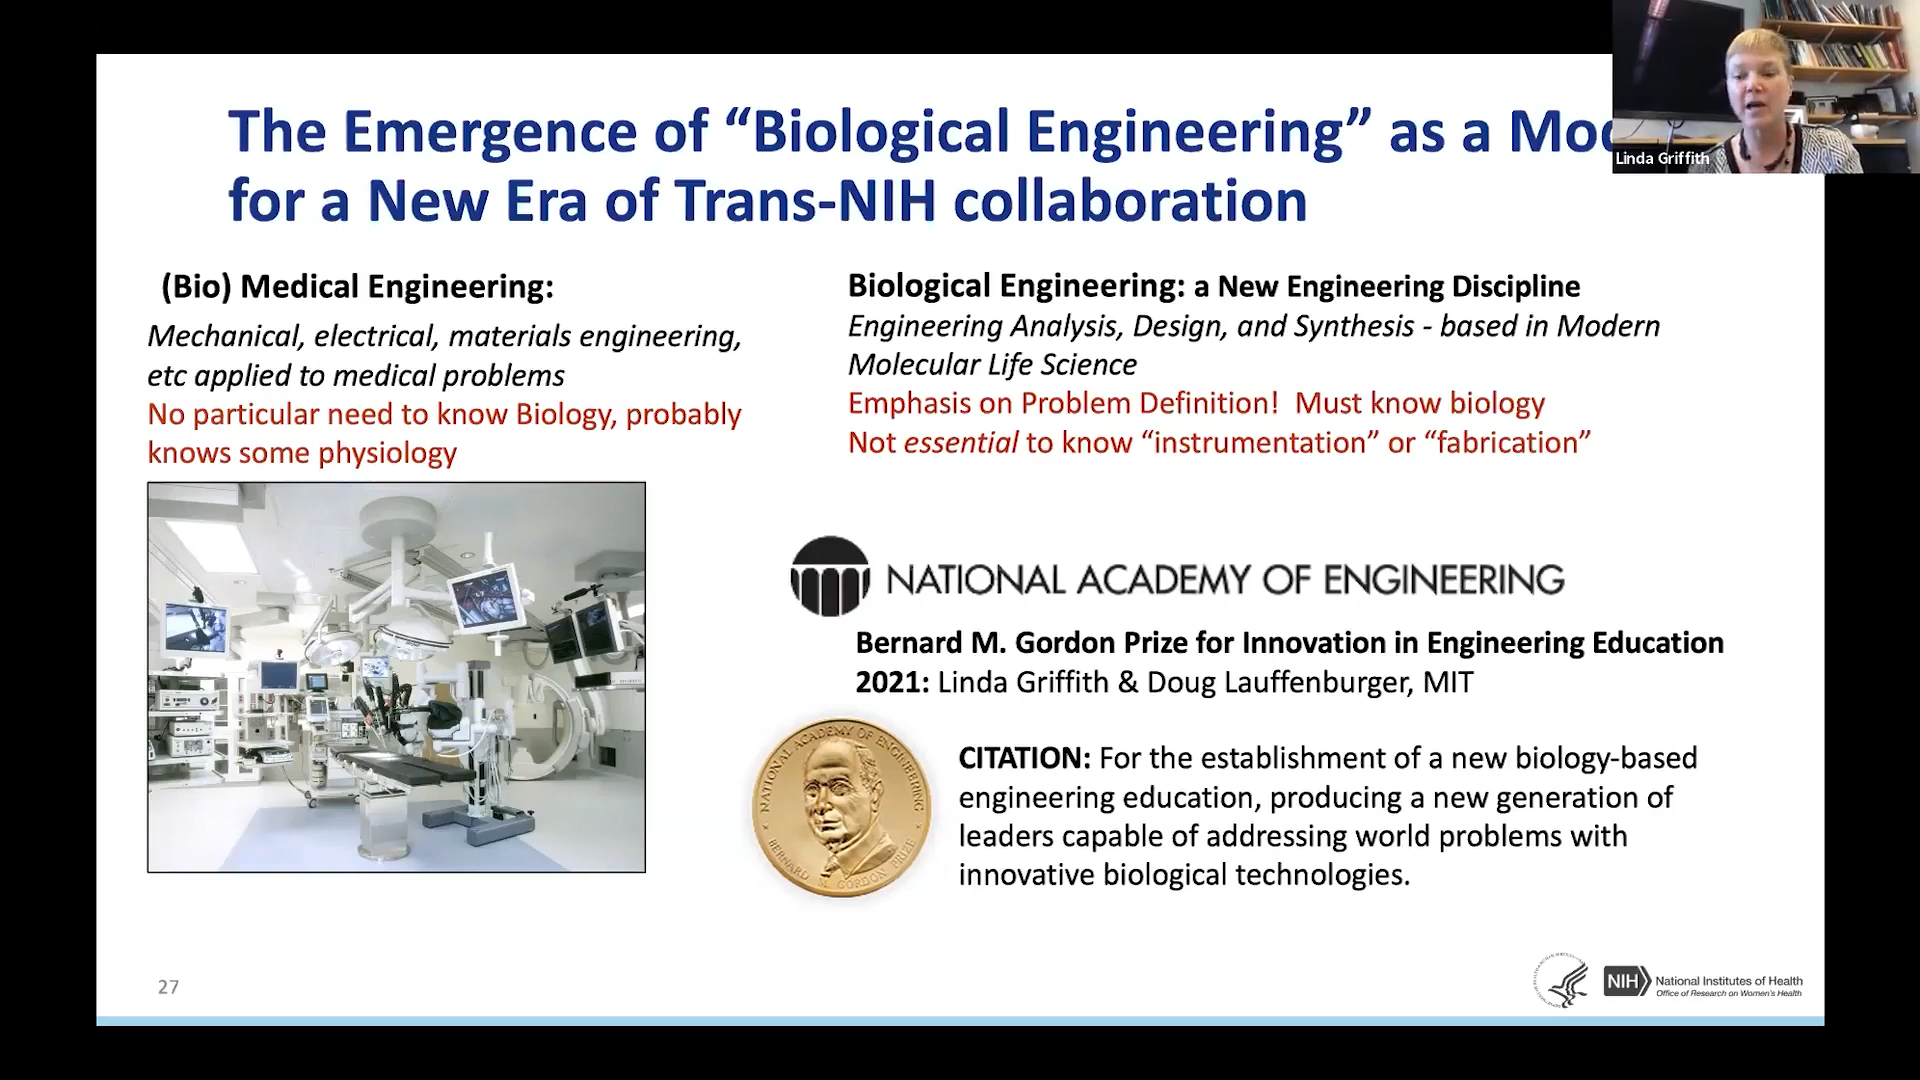 The Emergence of “Biological Engineering” as a Mod
Linda Griffith
for a New Era of Trans-NIH collaboration
(Bio) Medical Engineering:
Mechanical, electrical, materials engineering,
etc applied to medical problems
No particular need to know Biology, probably
knows some physiology
Biological Engineering: a New Engineering Discipline
Engineering Analysis, Design, and Synthesis - based in Modern
Molecular Life Science
Emphasis on Problem Definition! Must know biology
Not essential to know “instrumentation” or “fabrication”
NATIONAL ACADEMY OF ENGINEERING
Bernard M. Gordon Prize for Innovation in Engineering Education
2021: Linda Griffith & Doug Lauffenburger, MIT
NATIONAL ACADEMY OF ENGINEERING
BERNARD M. GORDON PRIZE
CITATION: For the establishment of a new biology-based
engineering education, producing a new generation of
leaders capable of addressing world problems with
innovative biological technologies.
27
NIH National Institutes of Health
Office of Research on Women's Health